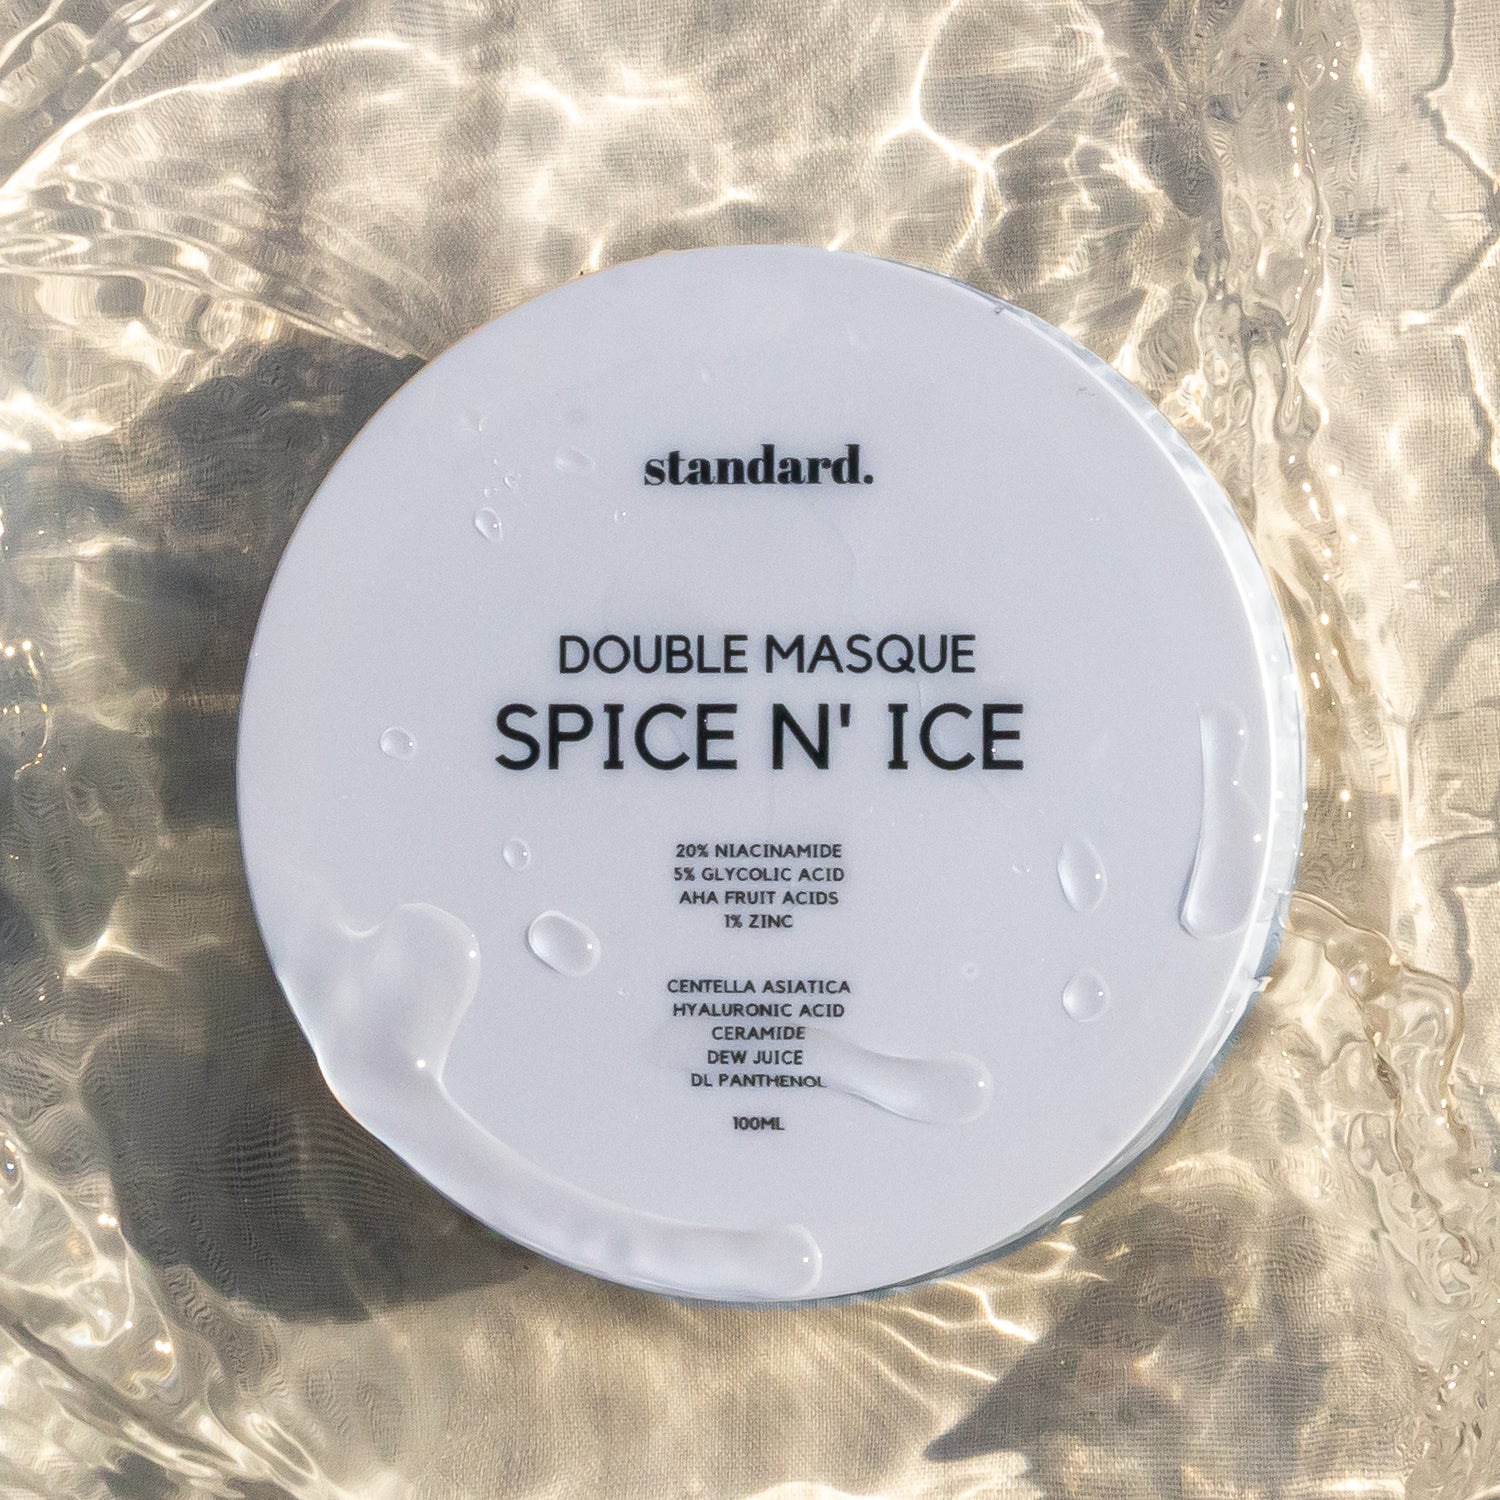 standard.
DOUBLE MASQUE
SPICE N' ICE
20% NIACINAMIDE
5% GLYCOLIC ACID
AHA FRUIT ACIDS
1% ZINC
CENTELLA ASIATICA
HYALURONIC ACID
CERAMIDE
DEW JUICE
DL PANTHENOL
100ML